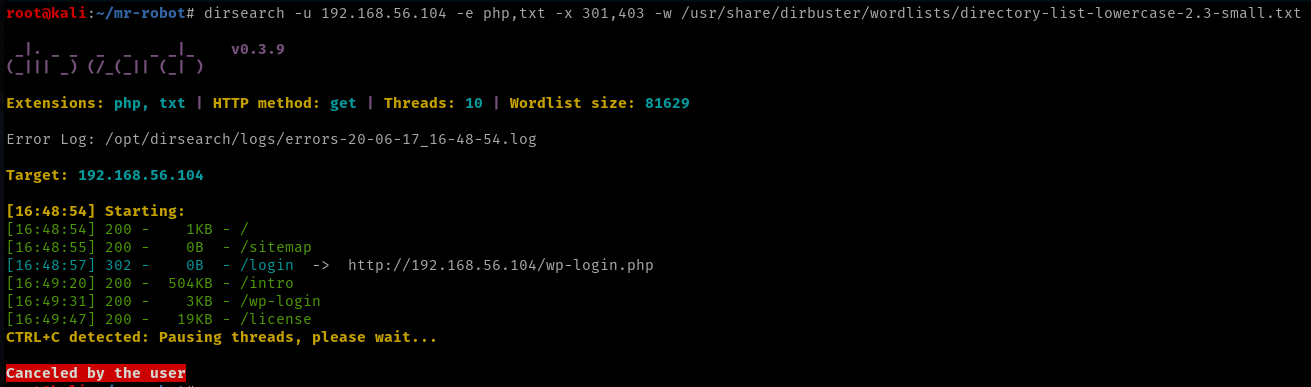 root@kali:~/mr-robot# dirsearch -u 192.168.56.104 -e php,txt -x 301,403 -w /usr/share/dirbuster/wordlists/directory-list-lowercase-2.3-small.txt
 _|. _ _  _  _  _ _|_    v0.3.9
(_||| _) (/_(_|| (_| )
Extensions: php, txt | HTTP method: get | Threads: 10 | Wordlist size: 81629
Error Log: /opt/dirsearch/logs/errors-20-06-17_16-48-54.log
Target: 192.168.56.104
[16:48:54] Starting:
[16:48:54] 200 -    1KB - /
[16:48:55] 200 -    0B  - /sitemap
[16:48:57] 302 -    0B  - /login  ->  http://192.168.56.104/wp-login.php
[16:49:20] 200 -  504KB - /intro
[16:49:31] 200 -    3KB - /wp-login
[16:49:47] 200 -   19KB - /license
CTRL+C detected: Pausing threads, please wait...
Canceled by the user